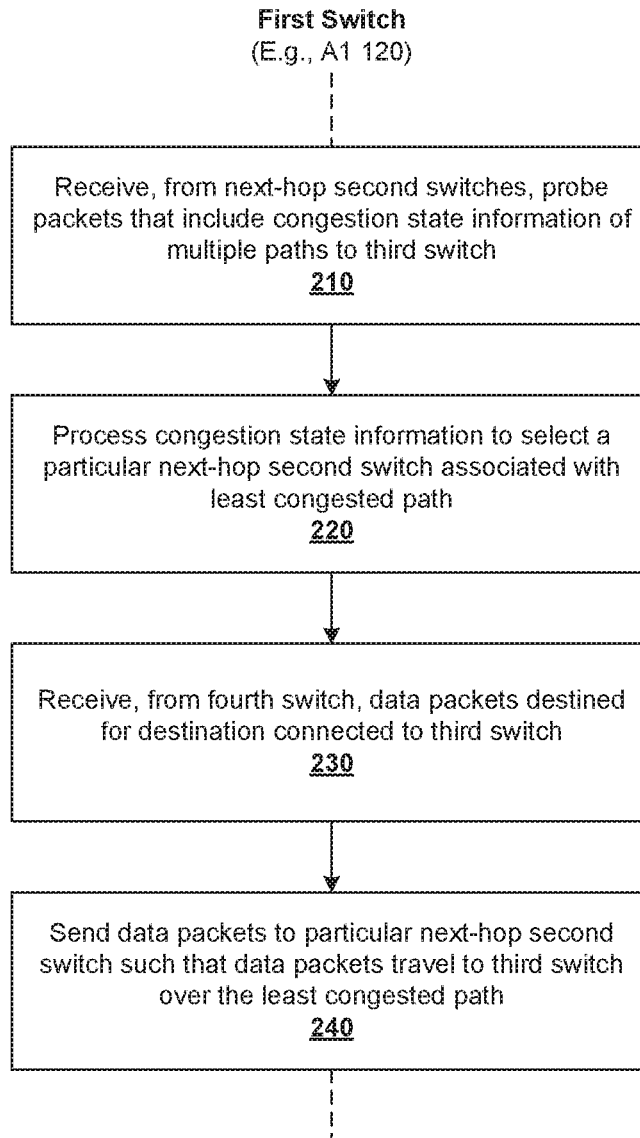 First Switch
(E.g., A1 120)
Receive, from next-hop second switches, probe
packets that include congestion state information of
multiple paths to third switch
210
Process congestion state information to select a
particular next-hop second switch associated with
least congested path
220
Receive, from fourth switch, data packets destined
for destination connected to third switch
230
Send data packets to particular next-hop second
switch such that data packets travel to third switch
over the least congested path
240